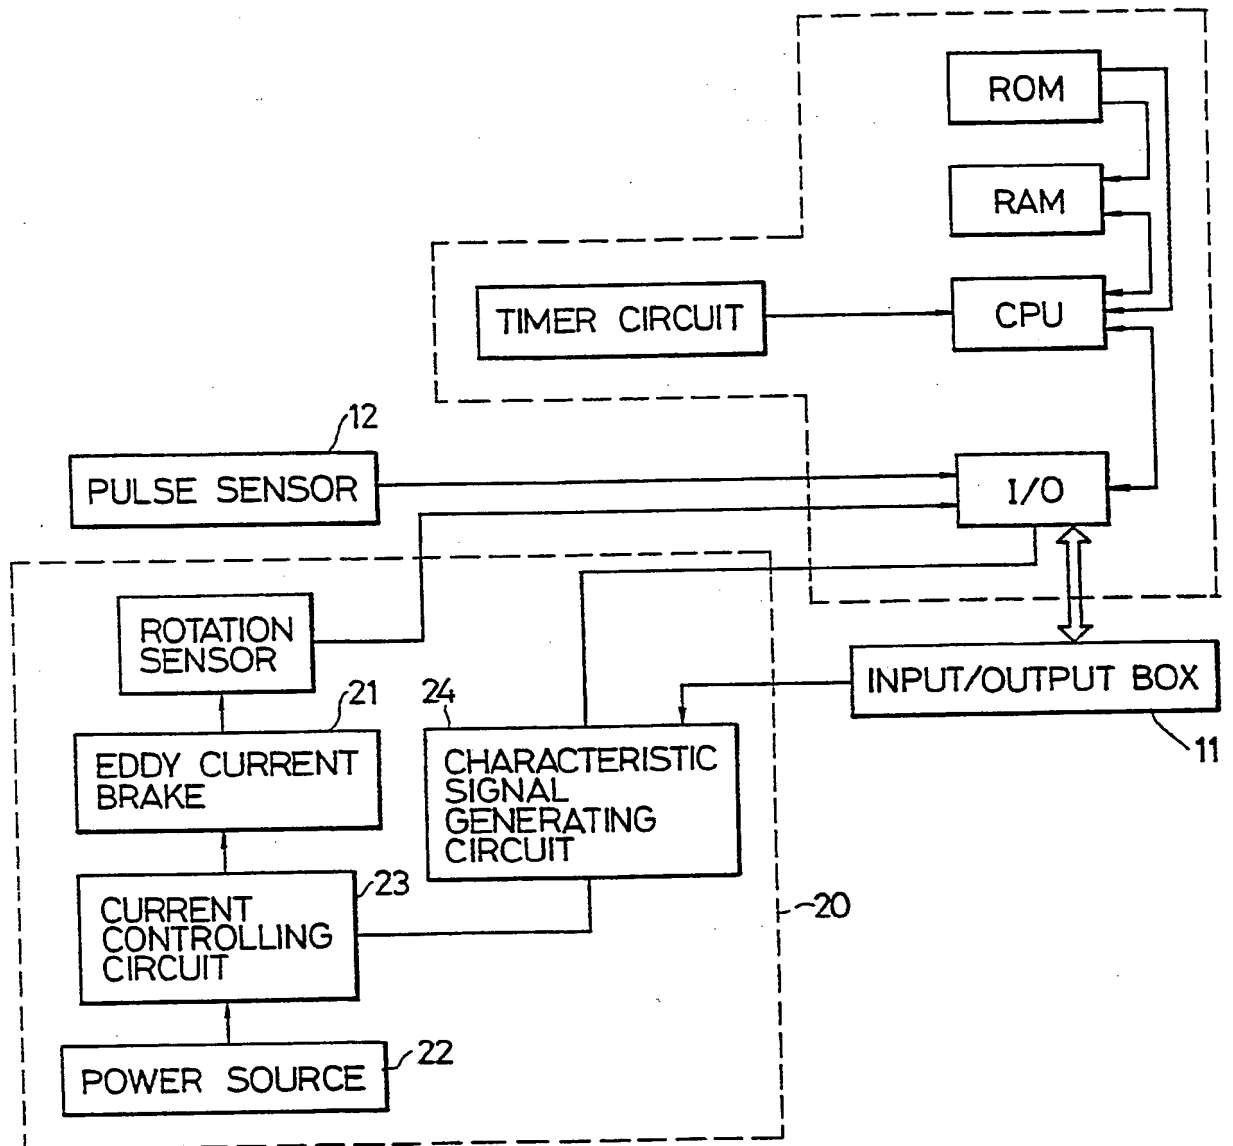 ROM
RAM
TIMER CIRCUIT
CPU
12
PULSE SENSOR
I/O
ROTATION
SENSOR
INPUT/OUTPUT BOX
11
21
24
EDDY CURRENT
BRAKE
CHARACTERISTIC
SIGNAL
GENERATING
CIRCUIT
23
CURRENT
CONTROLLING
CIRCUIT
20
22
POWER SOURCE